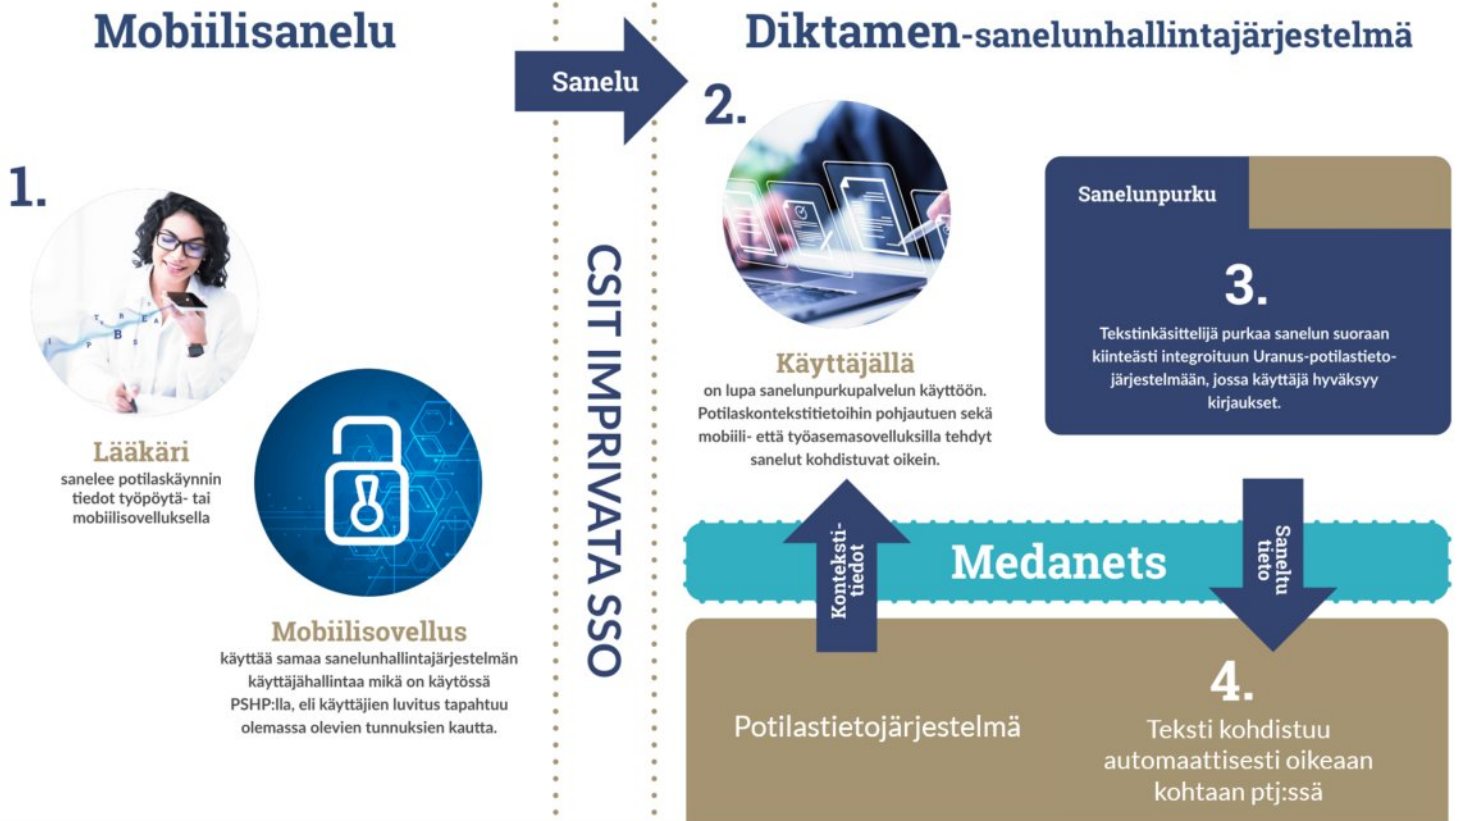 Mobiilisanelu
Sanelu
Diktamen-sanelunhallintajärjestelmä
1.
Lääkäri
sanelee potilaskäynnin
tiedot työpöytä- tai
mobiilisovelluksella
Mobiilisovellus
käyttää samaa sanelunhallintajärjestelmän
käyttäjähallintaa mikä on käytössä
PSHP:lla, eli käyttäjien luvitus tapahtuu
olemassa olevien tunnuksien kautta.
CSIT IMPRIVATA SSO
2.
Käyttäjällä
on lupa sanelunpurkupalvelun käyttöön.
Potilaskontekstitietoihin pohjautuen sekä
mobiili- että työasemasovelluksilla tehdyt
sanelut kohdistuvat oikein.
Sanelunpurku
3.
Tekstinkäsittelijä purkaa sanelun suoraan
kiinteästi integroituun Uranus-potilastieto-
järjestelmään, jossa käyttäjä hyväksyy
kirjaukset.
Konteksti-
tiedot
Medanets
Saneltu
tieto
Potilastietojärjestelmä
4.
Teksti kohdistuu
automaattisesti oikeaan
kohtaan ptj:ssä